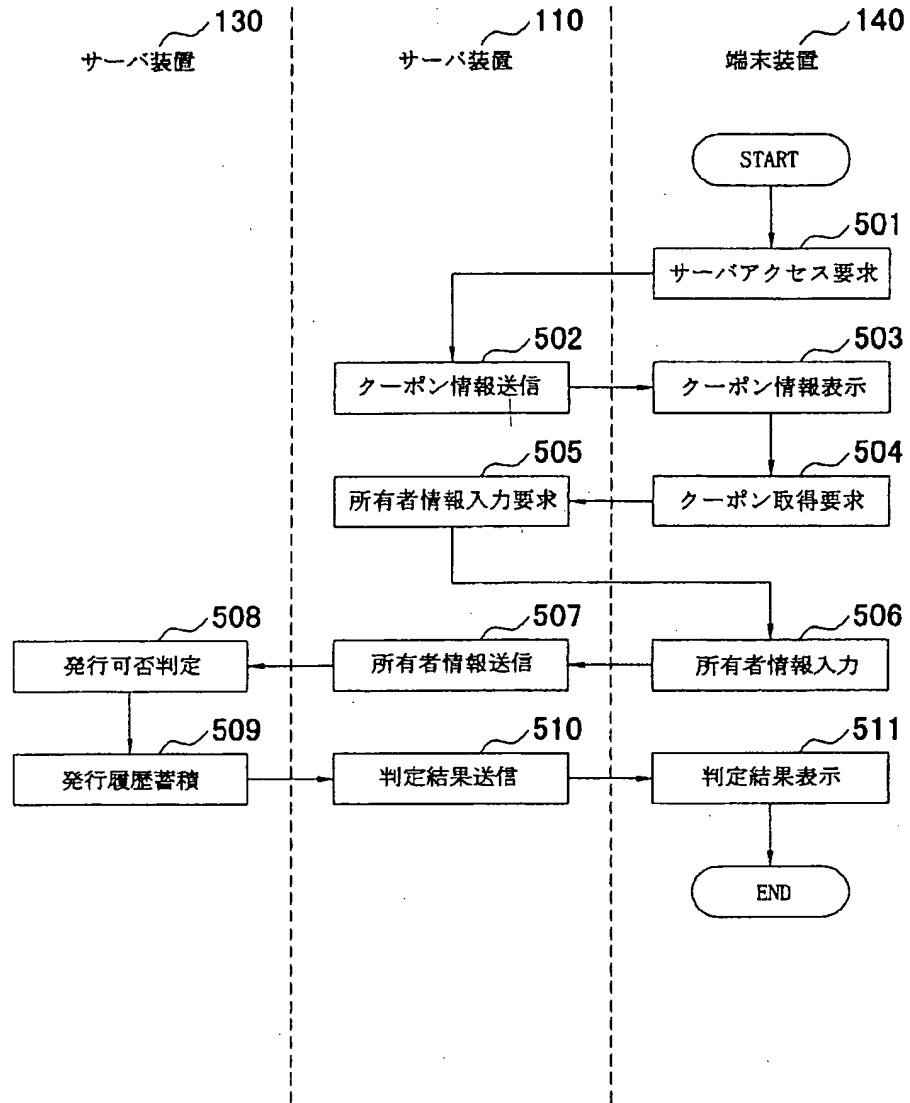 130
110
140
サーバ装置
サーバ装置
端末装置
START
501
サーバアクセス要求
502
503
クーポン情報送信
クーポン情報表示
505
504
所有者情報入力要求
クーポン取得要求
508
507
506
発行可否判定
所有者情報送信
所有者情報入力
509
510
511
発行履歴蓄積
判定結果送信
判定結果表示
END